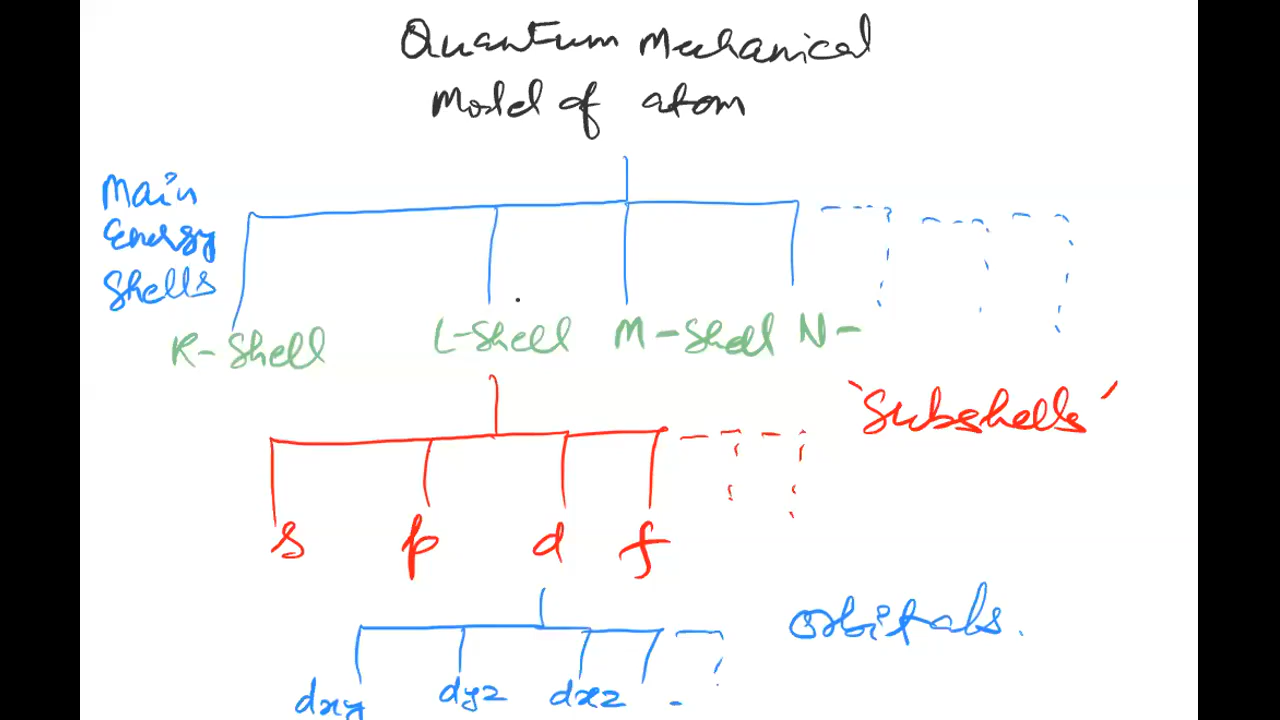 Quantum Mechanical
Model of atom
Main
Energy
Shells
K-Shell L-Shell M-Shell N-
'Subshells'
s p d f
orbitals.
dxy dyz dxz -